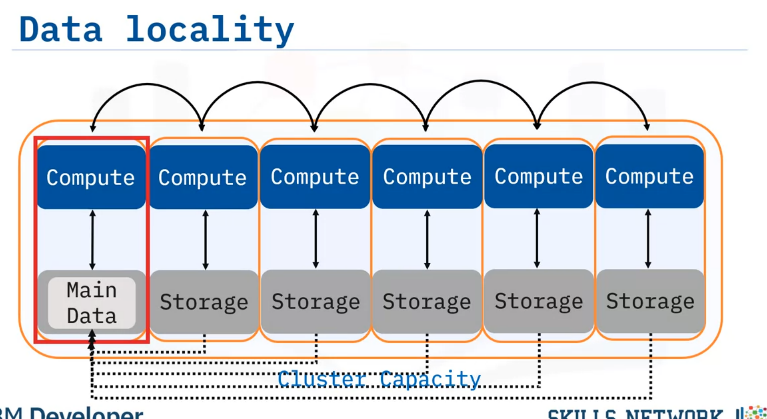 Data locality
Compute Compute Compute Compute Compute Compute
Main
Data
Storage Storage Storage Storage Storage
Cluster Capacity
BM Developer
SKILLS NETWORK